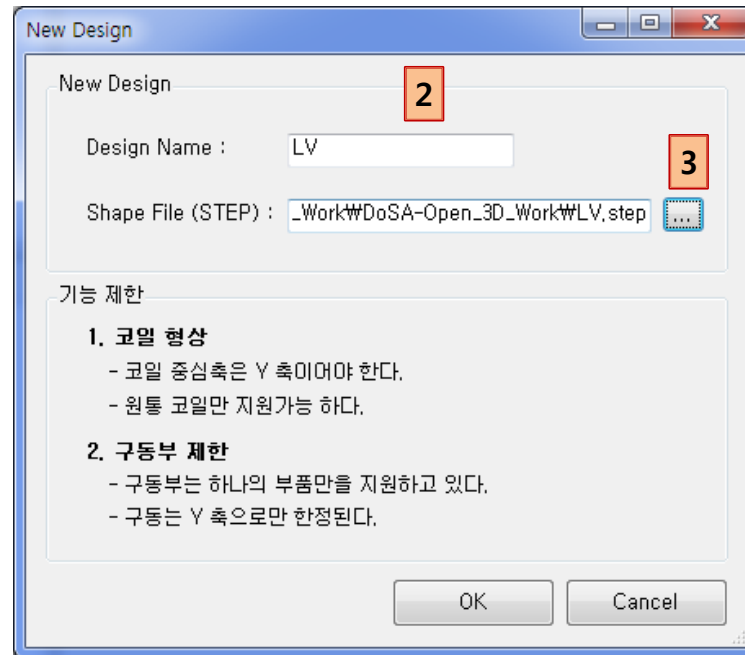 New Design
New Design
2
Design Name :
LV
3
Shape File (STEP) :
_Work₩DoSA-Open_3D_Work₩LV.step
...
기능 제한
1. 코일 형상
- 코일 중심축은 Y 축이어야 한다.
- 원통 코일만 지원가능 하다.
2. 구동부 제한
- 구동부는 하나의 부품만을 지원하고 있다.
- 구동는 Y 축으로만 한정된다.
OK
Cancel